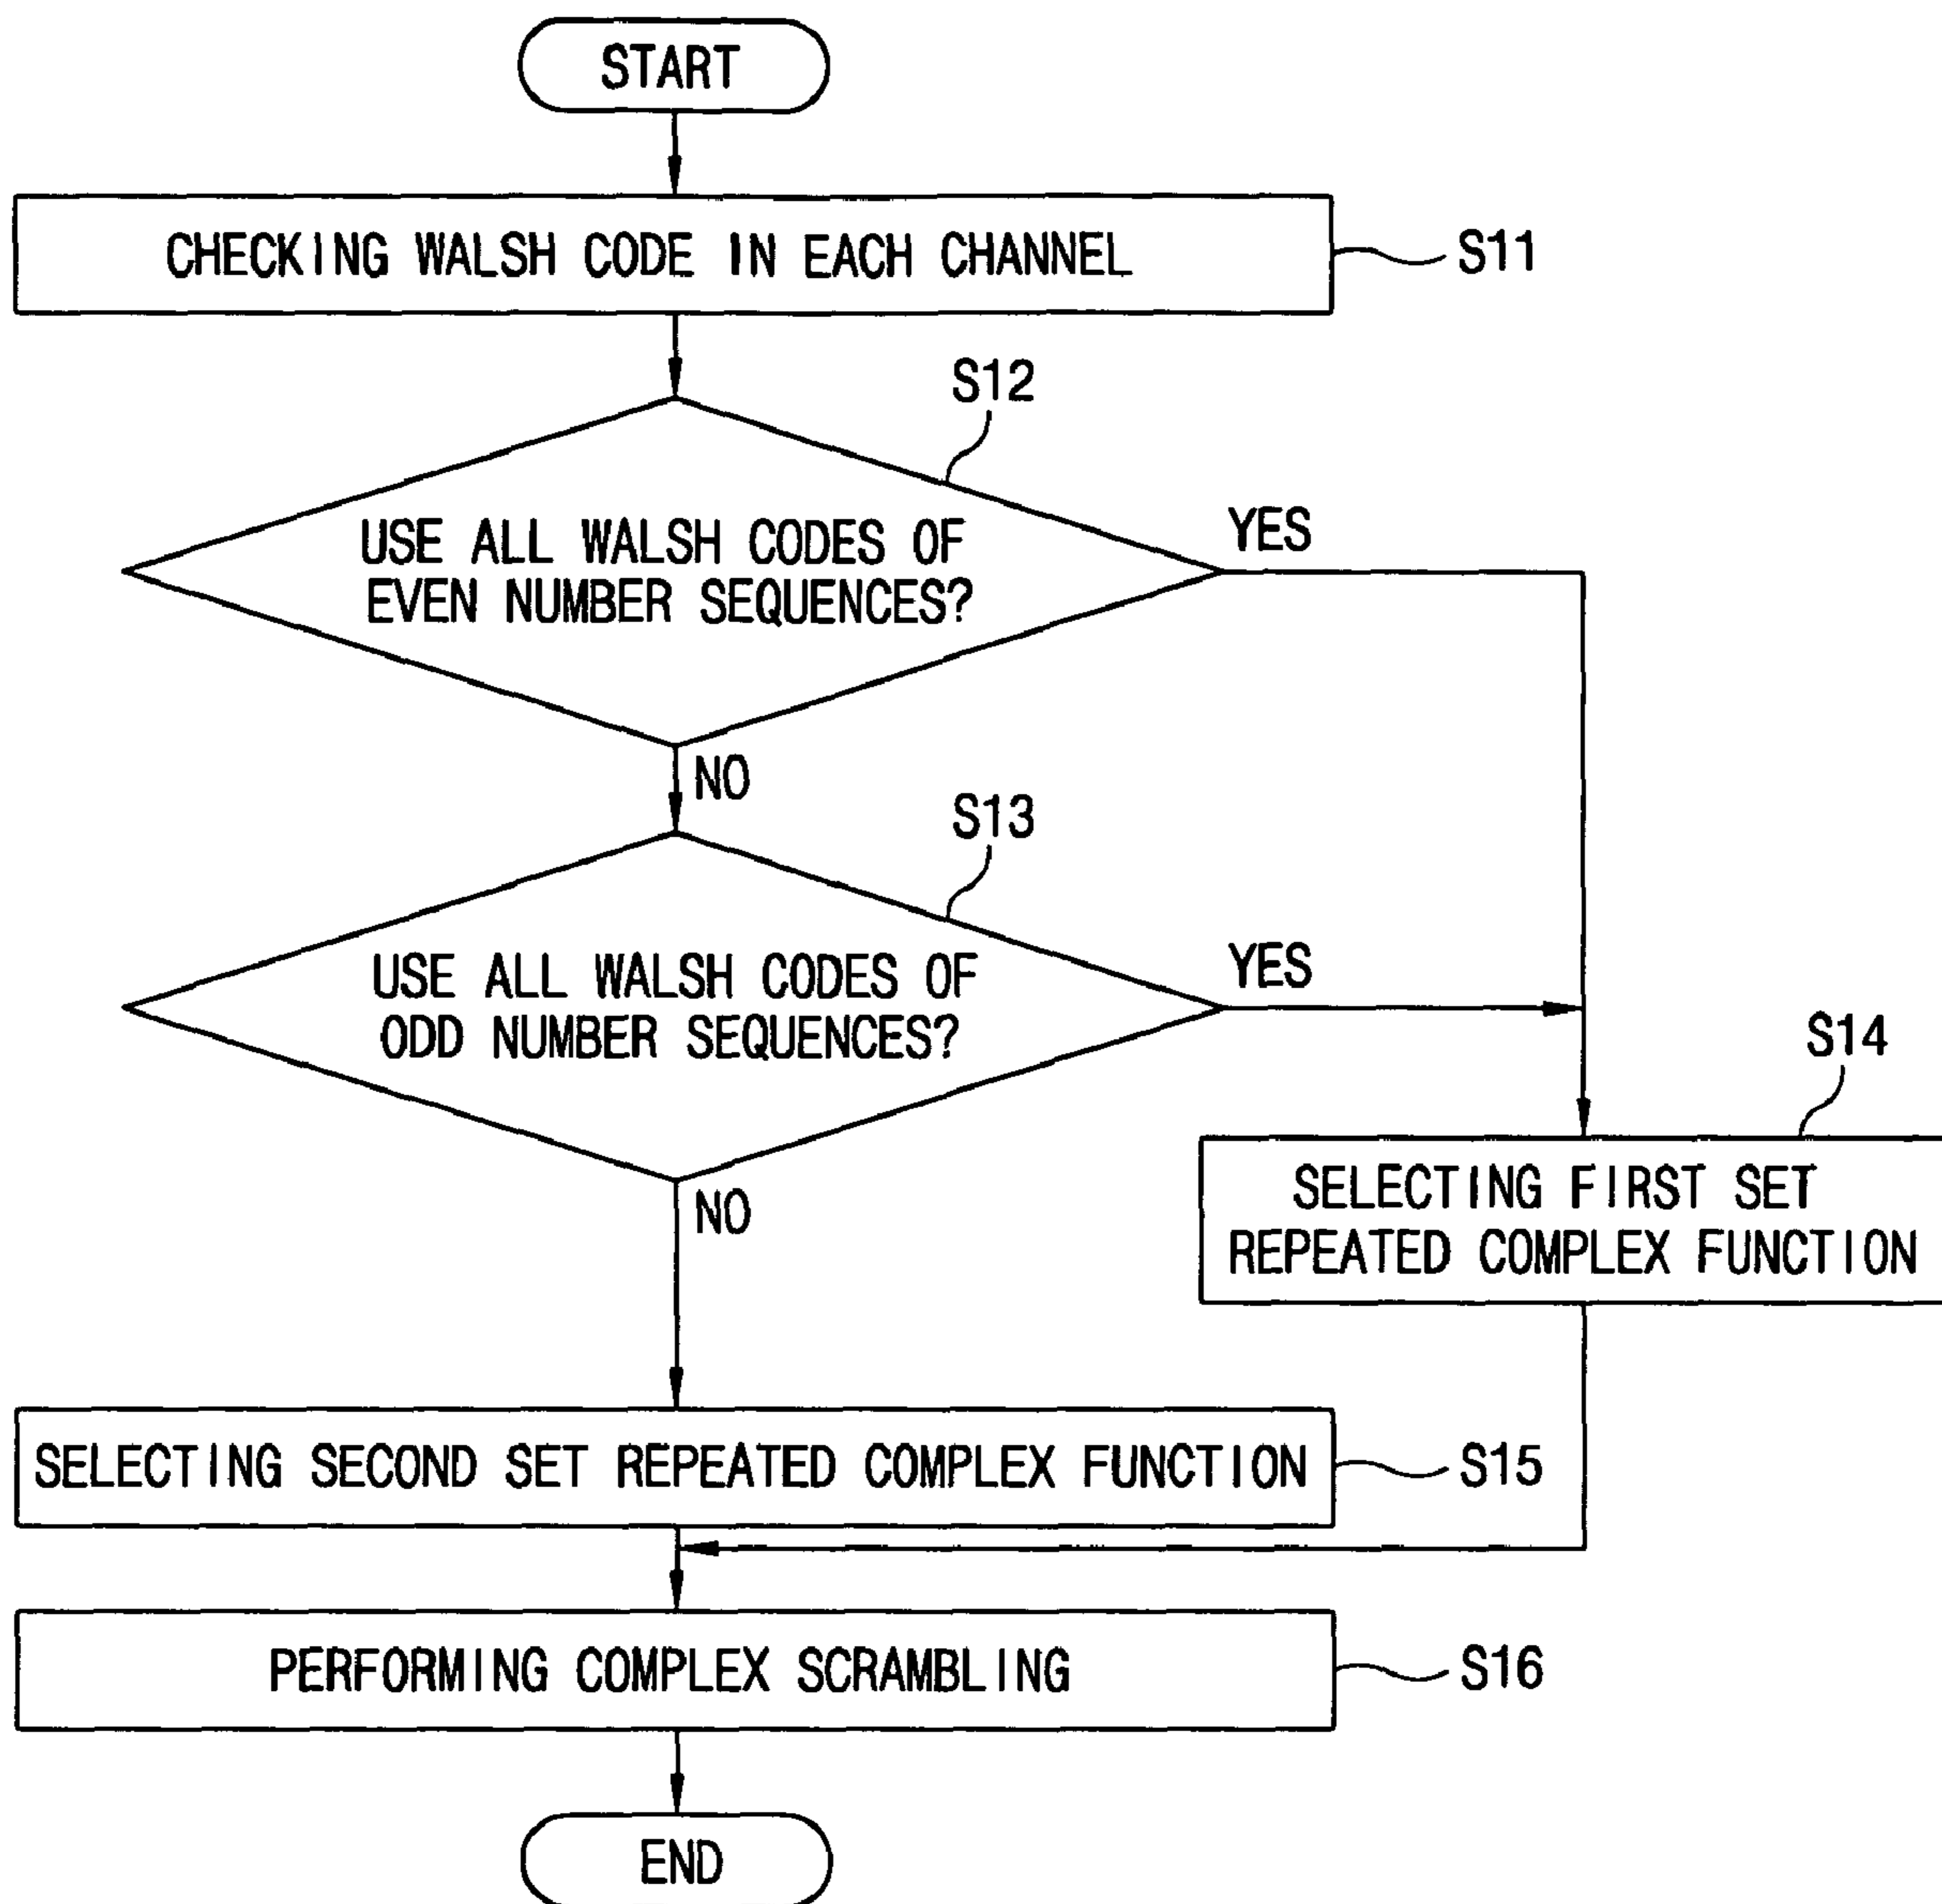 START
CHECKING WALSH CODE IN EACH CHANNEL
S11
S12
USE ALL WALSH CODES OF
EVEN NUMBER SEQUENCES?
YES
NO
S13
USE ALL WALSH CODES OF
ODD NUMBER SEQUENCES?
YES
NO
S14
SELECTING FIRST SET
REPEATED COMPLEX FUNCTION
SELECTING SECOND SET REPEATED COMPLEX FUNCTION
S15
PERFORMING COMPLEX SCRAMBLING
S16
END